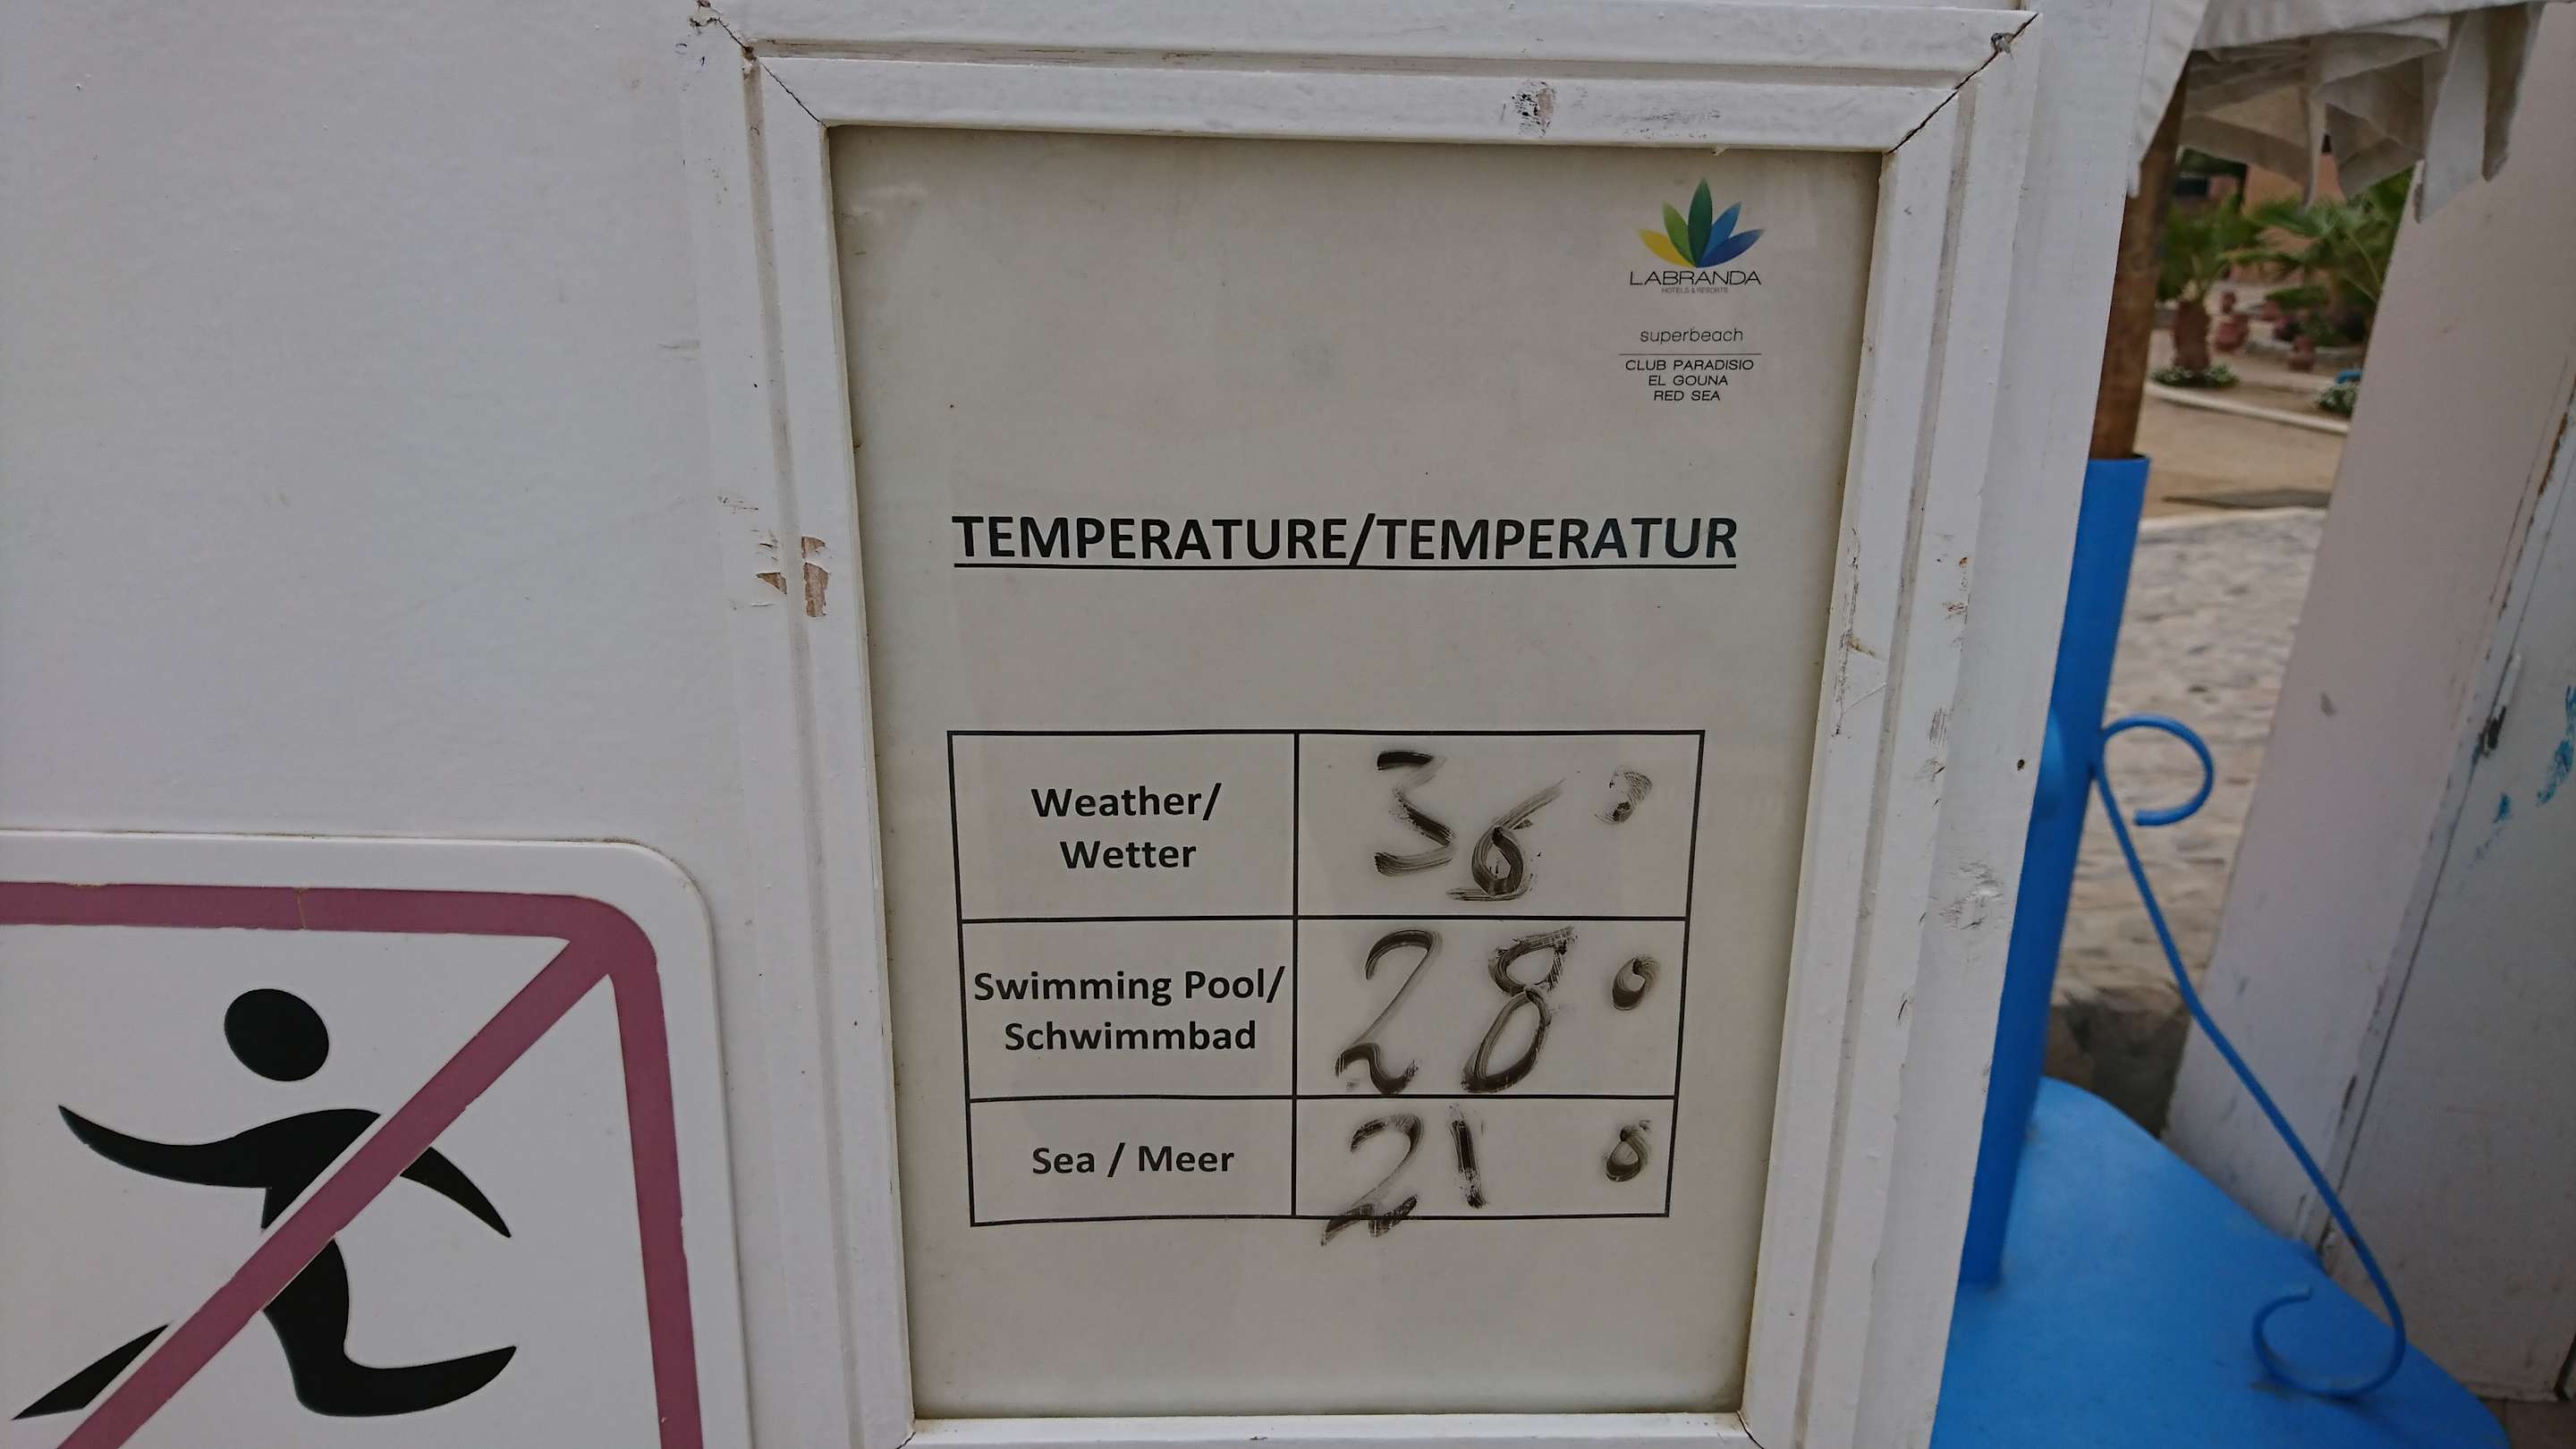 LABRANDA
HOTELS & RESORTS
superbeach
CLUB PARADISIO
EL GOUNA
RED SEA
TEMPERATURE/TEMPERATUR
Weather/
Wetter
36°
Swimming Pool/
Schwimmbad
28°
Sea / Meer
21°